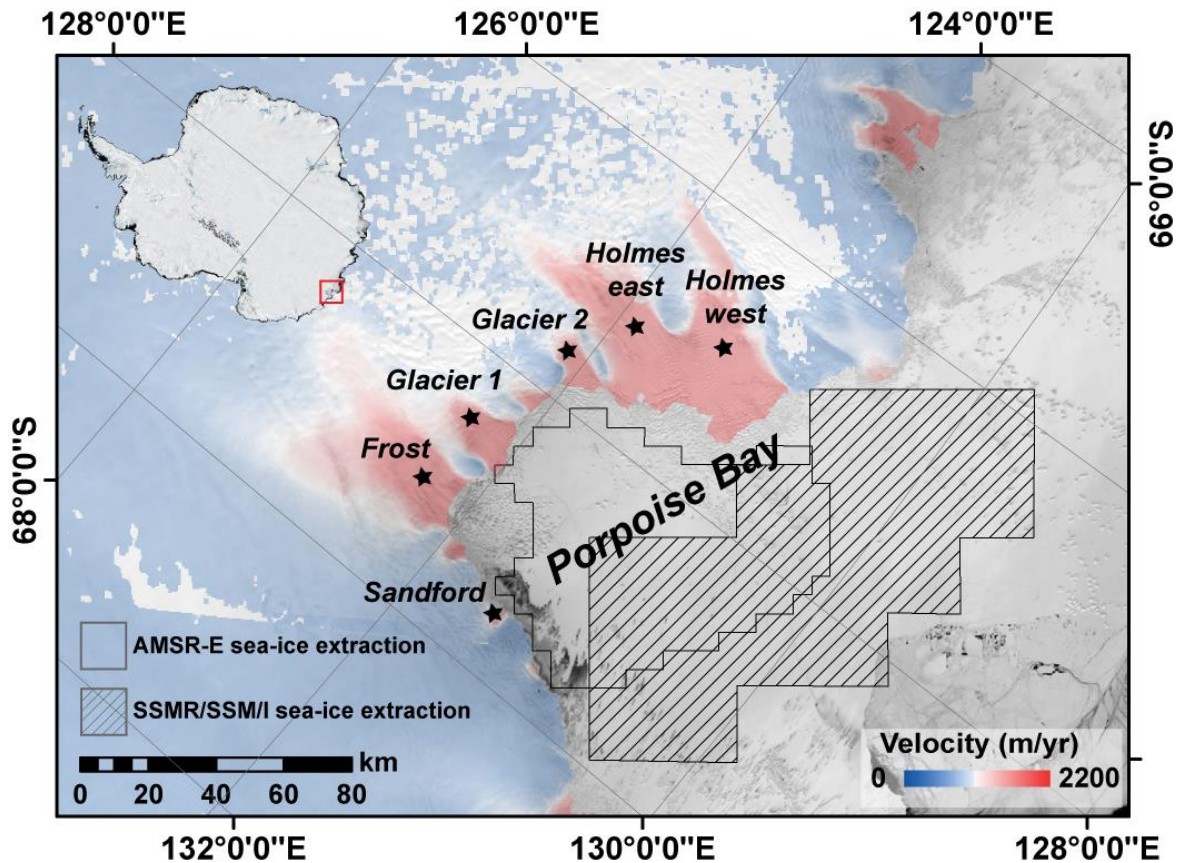 128°0'0"E
126°0'0"E
124°0'0"E
66°0'0"S
68°0'0"S
Holmes
east
Holmes
west
Glacier 2
Glacier 1
Frost
Porpoise Bay
Sandford
AMSR-E sea-ice extraction
SSMR/SSM/I sea-ice extraction
km
0 20 40 60 80
Velocity (m/yr)
0 2200
132°0'0"E
130°0'0"E
128°0'0"E